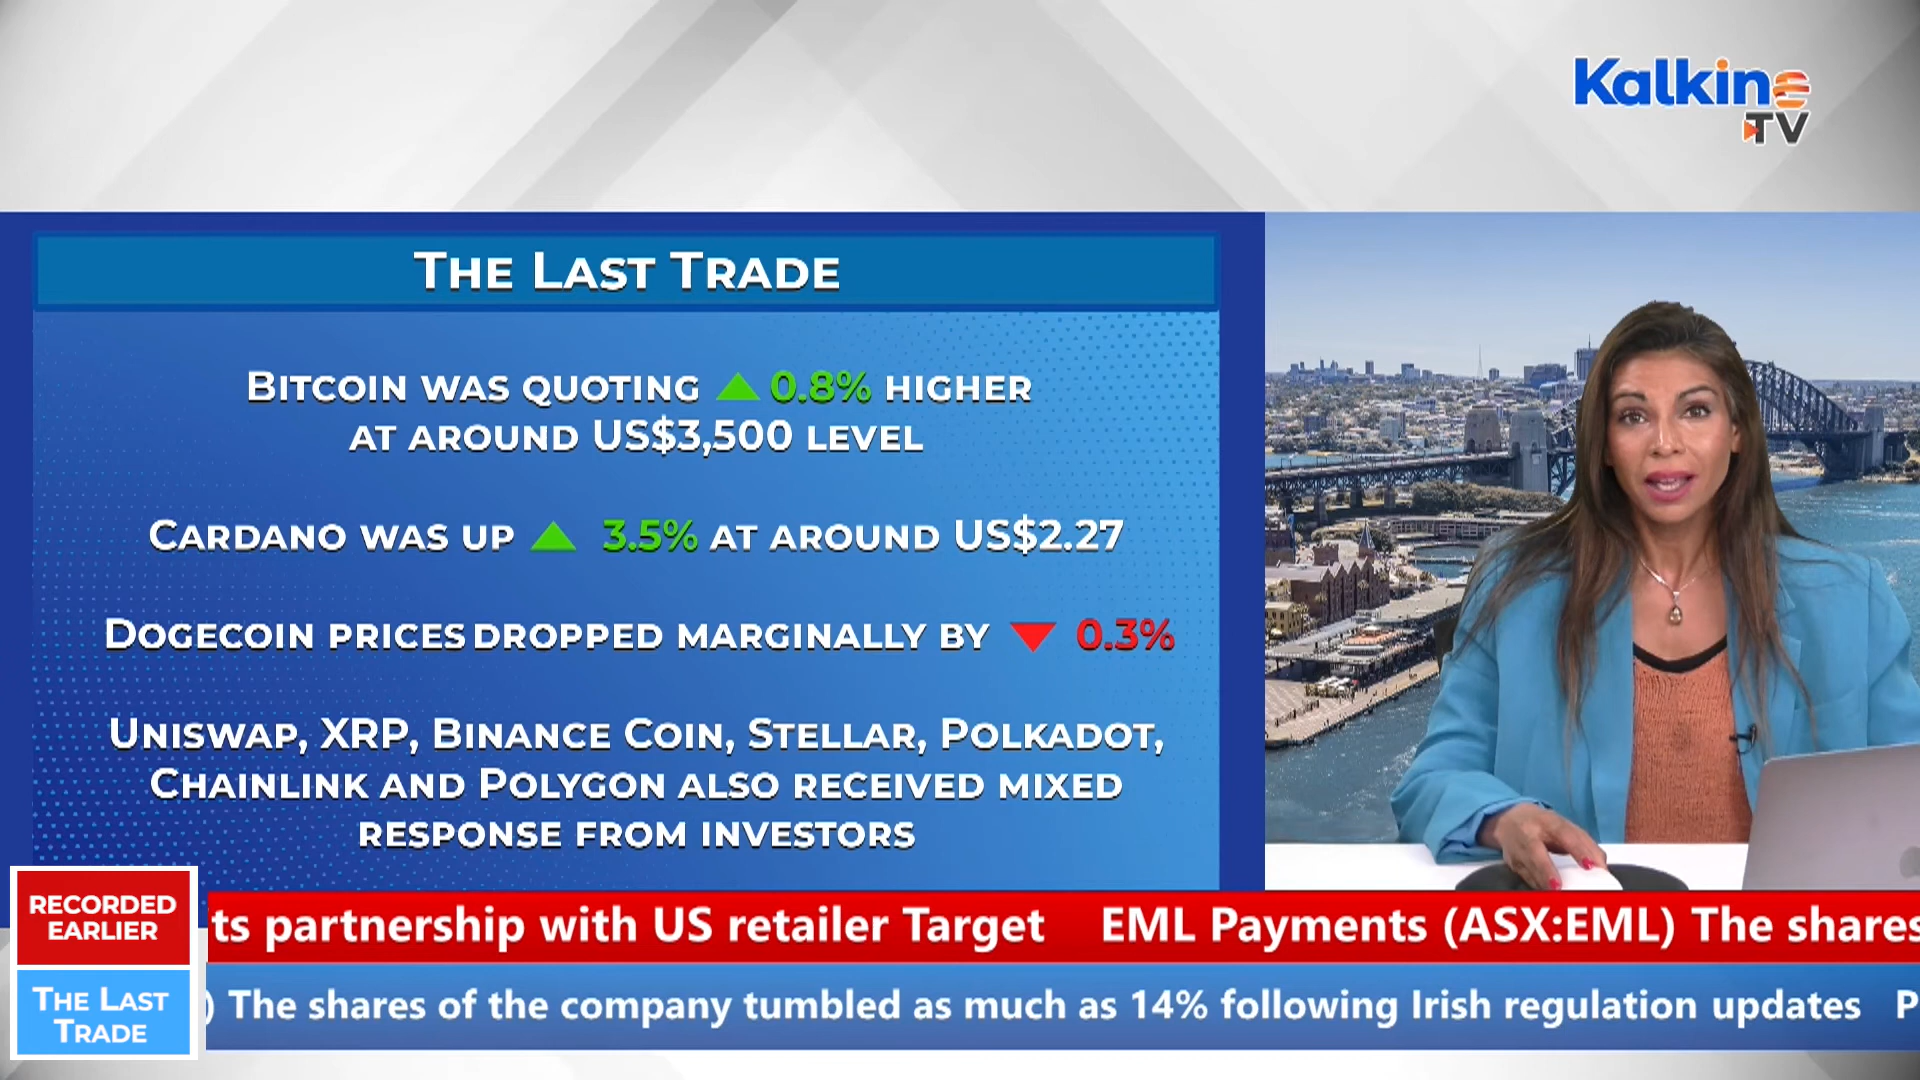 Kalkine
TV
The Last Trade
Bitcoin was quoting ▲ 0.8% higher
at around US$3,500 level
Cardano was up ▲ 3.5% at around US$2.27
Dogecoin prices dropped marginally by ▼ 0.3%
Uniswap, XRP, Binance Coin, Stellar, Polkadot,
Chainlink and Polygon also received mixed
response from investors
RECORDED
EARLIER
ts partnership with US retailer Target EML Payments (ASX:EML) The shares
The Last
Trade
) The shares of the company tumbled as much as 14% following Irish regulation updates P